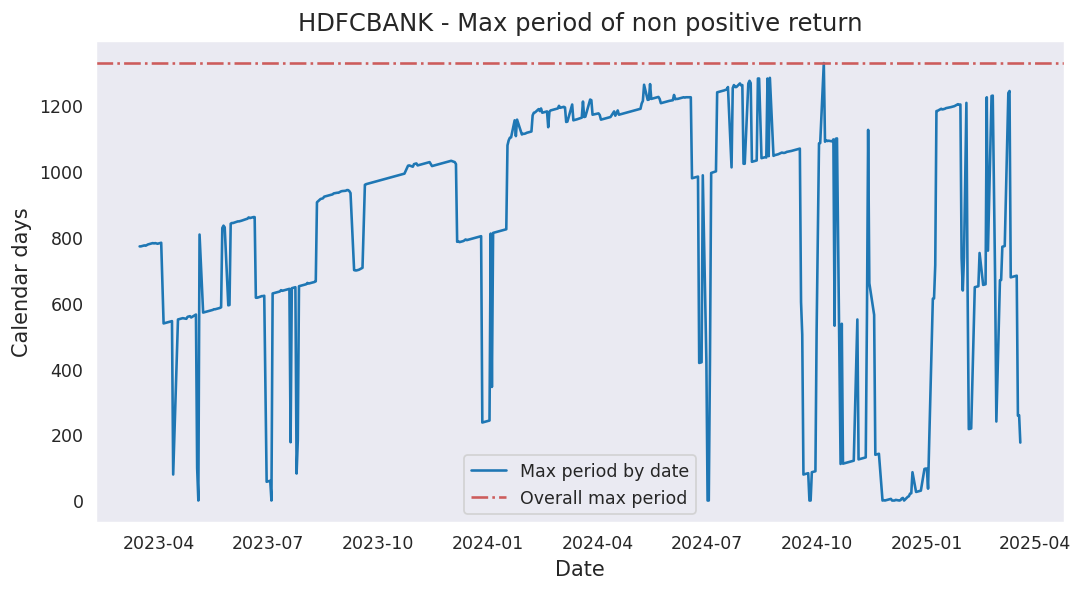 HDFCBANK - Max period of non positive return
Calendar days
1200
1000
800
600
400
200
0
Max period by date
Overall max period
2023-04 2023-07 2023-10 2024-01 2024-04 2024-07 2024-10 2025-01 2025-04
Date